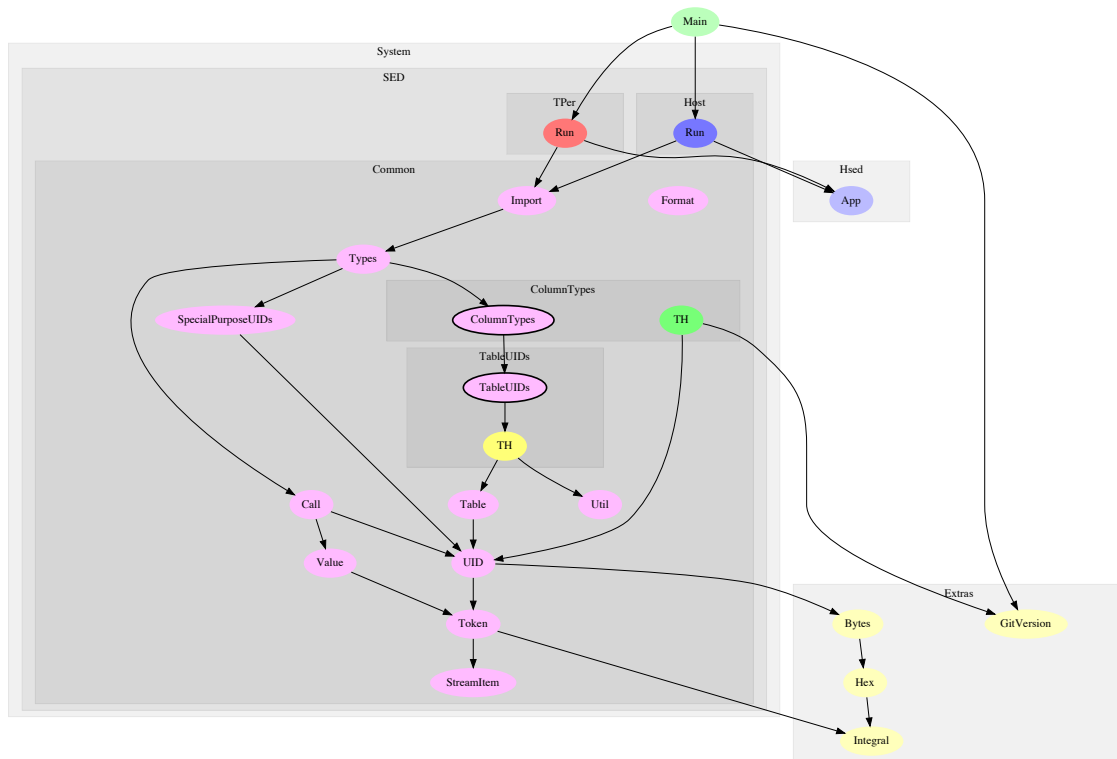 Main
System
SED
TPer
Host
Run
Run
Common
Hsed
Import
Format
App
Types
ColumnTypes
SpecialPurposeUIDs
ColumnTypes
TH
TableUIDs
TableUIDs
TH
Call
Table
Util
Value
UID
Extras
Token
Bytes
GitVersion
StreamItem
Hex
Integral